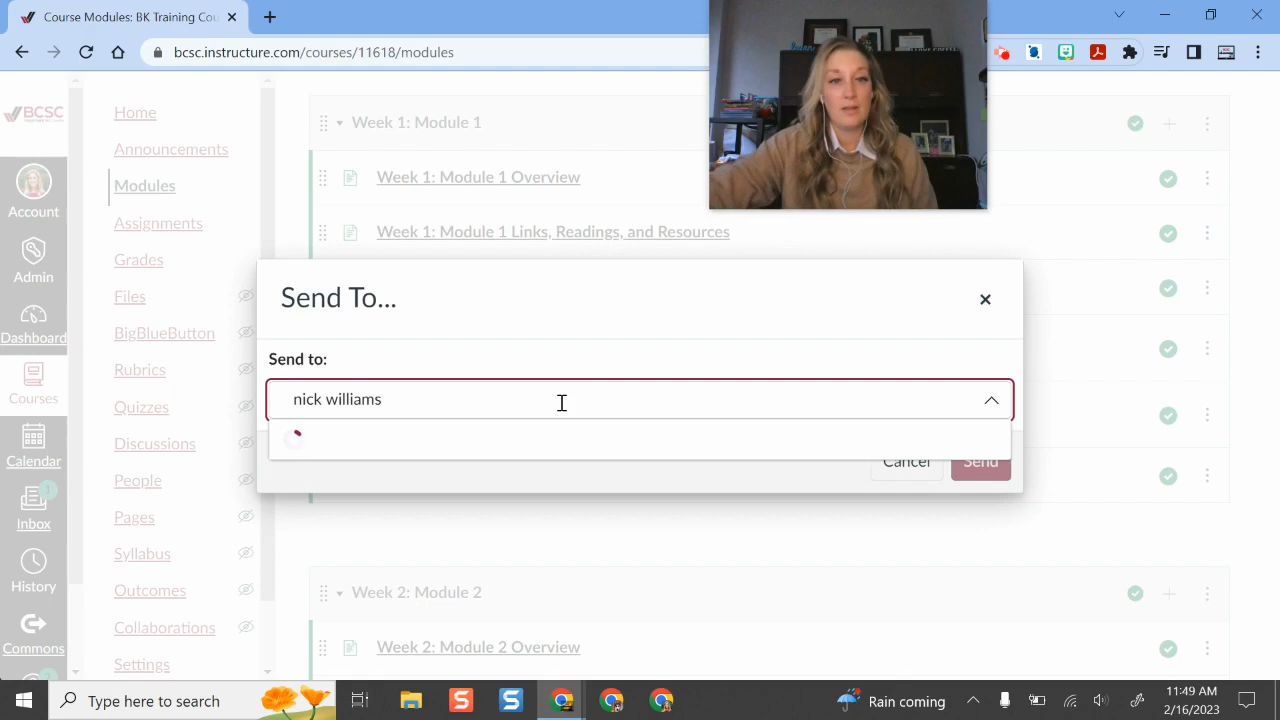 Course Modules: Week 1
bcsc.instructure.com/courses/11618/modules
BCSC
Account
Admin
Dashboard
Courses
Calendar
1
Inbox
History
Commons
Home
Announcements
Modules
Assignments
Grades
Files
BigBlueButton
Rubrics
Quizzes
Discussions
People
Pages
Syllabus
Outcomes
Collaborations
Settings
Week 1: Module 1
Week 1: Module 1 Overview
Week 1: Module 1 Links, Readings, and Resources
Send To...
Send to:
nick williams
Cancel
Send
Week 2: Module 2
Week 2: Module 2 Overview
Type here to search
Rain coming
11:49 AM
2/16/2023